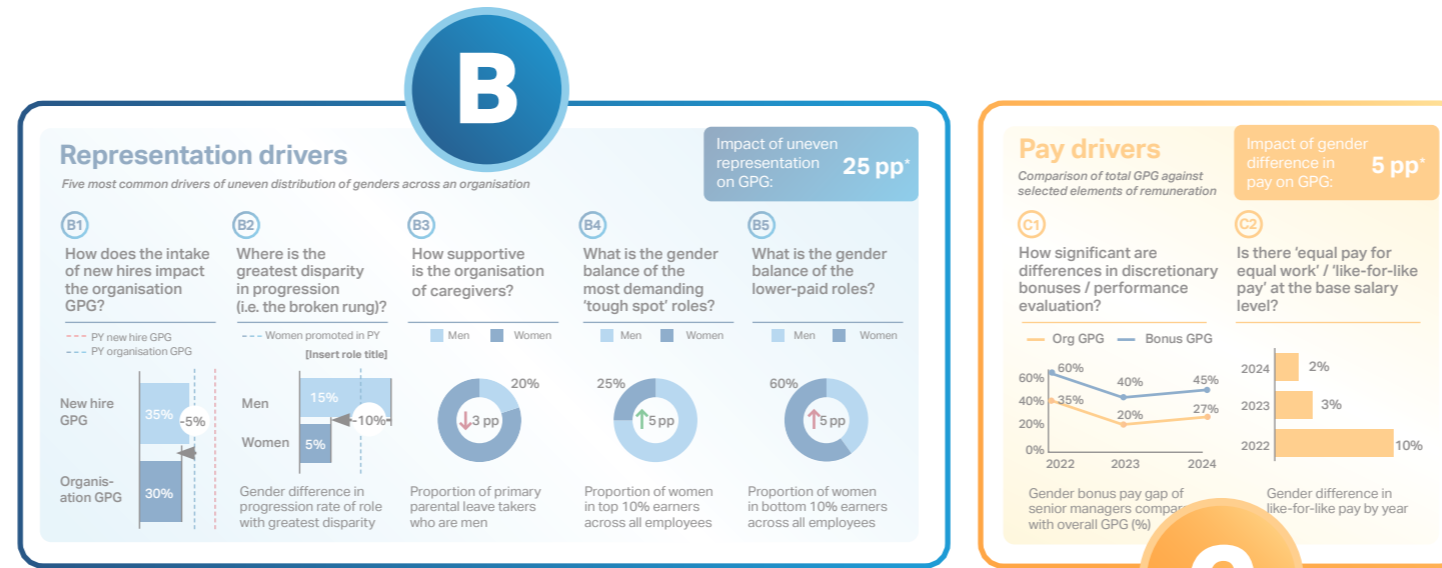 B
Representation drivers
Five most common drivers of uneven distribution of genders across an organisation
Impact of uneven
representation
on GPG:
25 pp*
B1
How does the intake
of new hires impact
the organisation
GPG?
PY new hire GPG
PY organisation GPG
New hire
GPG
35%
-5%
Organis-
ation GPG
30%
B2
Where is the
greatest disparity
in progression
(i.e. the broken rung)?
Women promoted in PY
[Insert role title]
Men
15%
-10%
Women
5%
Gender difference in
progression rate of role
with greatest disparity
B3
How supportive
is the organisation
of caregivers?
Men Women
20%
↓3 pp
Proportion of primary
parental leave takers
who are men
B4
What is the gender
balance of the
most demanding
‘tough spot’ roles?
Men Women
25%
↑5 pp
Proportion of women
in top 10% earners
across all employees
B5
What is the gender
balance of the
lower-paid roles?
Men Women
60%
↑5 pp
Proportion of women
in bottom 10% earners
across all employees
Pay drivers
Comparison of total GPG against
selected elements of remuneration
Impact of gender
difference in
pay on GPG:
5 pp*
C1
How significant are
differences in discretionary
bonuses / performance
evaluation?
Org GPG Bonus GPG
60%
40%
20%
0%
60%
40%
45%
35%
20%
27%
2022 2023 2024
Gender bonus pay gap of
senior managers
with overall GPG (%)
C2
Is there ‘equal pay for
equal work’ / ‘like-for-like
pay’ at the base salary
level?
2024 2%
2023 3%
2022 10%
Gender difference in
like-for-like pay by year